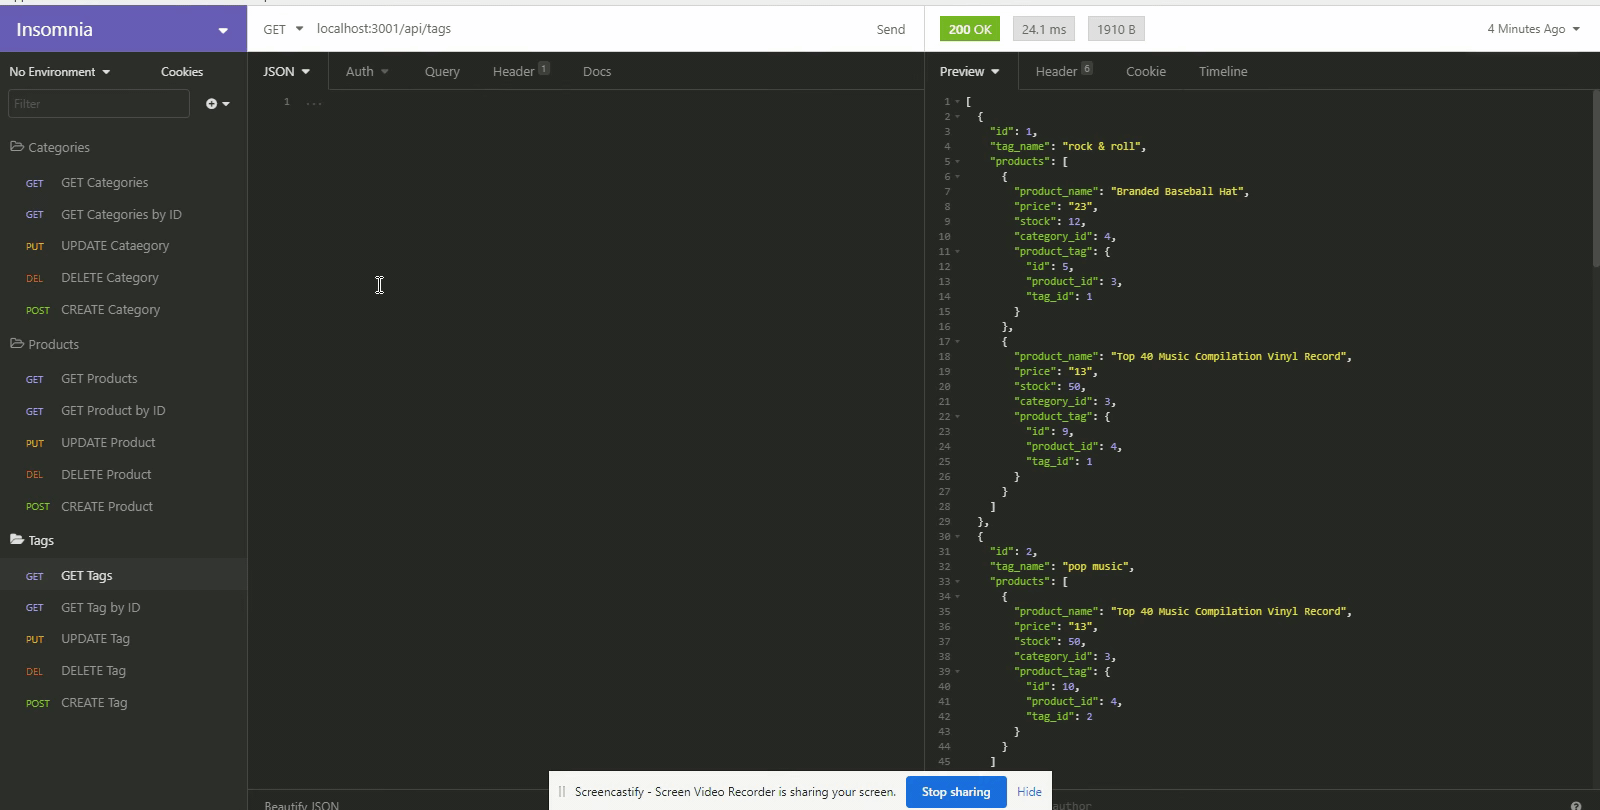 Insomnia
GET localhost:3001/api/tags Send
200 OK 24.1 ms 1910 B 4 Minutes Ago
No Environment Cookies
JSON Auth Query Header 1 Docs
Preview Header 6 Cookie Timeline
Filter
Categories
GET GET Categories
GET GET Categories by ID
PUT UPDATE Cataegory
DEL DELETE Category
POST CREATE Category
Products
GET GET Products
GET GET Product by ID
PUT UPDATE Product
DEL DELETE Product
POST CREATE Product
Tags
GET GET Tags
GET GET Tag by ID
PUT UPDATE Tag
DEL DELETE Tag
POST CREATE Tag
1 ...
1 [
2 {
3 "id": 1,
4 "tag_name": "rock & roll",
5 "products": [
6 {
7 "product_name": "Branded Baseball Hat",
8 "price": "23",
9 "stock": 12,
10 "category_id": 4,
11 "product_tag": {
12 "id": 5,
13 "product_id": 3,
14 "tag_id": 1
15 }
16 },
17 {
18 "product_name": "Top 40 Music Compilation Vinyl Record",
19 "price": "13",
20 "stock": 50,
21 "category_id": 3,
22 "product_tag": {
23 "id": 9,
24 "product_id": 4,
25 "tag_id": 1
26 }
27 }
28 ]
29 },
30 {
31 "id": 2,
32 "tag_name": "pop music",
33 "products": [
34 {
35 "product_name": "Top 40 Music Compilation Vinyl Record",
36 "price": "13",
37 "stock": 50,
38 "category_id": 3,
39 "product_tag": {
40 "id": 10,
41 "product_id": 4,
42 "tag_id": 2
43 }
44 }
45 ]
Screencastify - Screen Video Recorder is sharing your screen. Stop sharing Hide
Beautify JSON
author